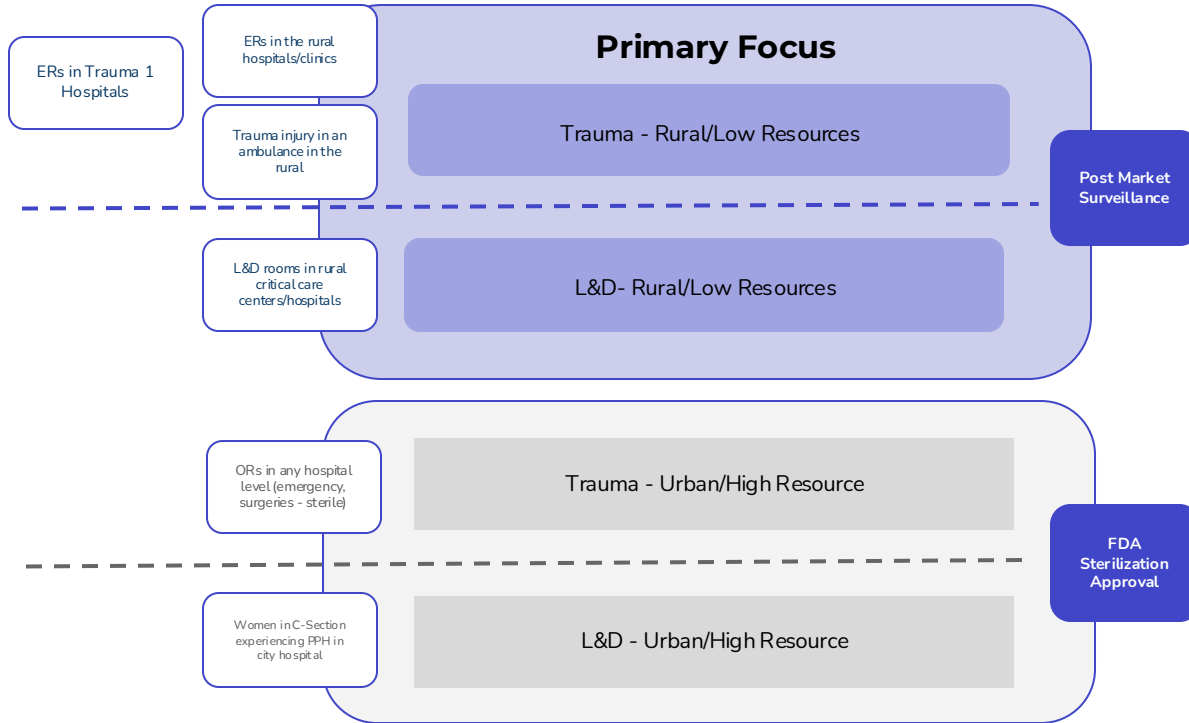 ERs in Trauma 1
Hospitals
ERs in the rural
hospitals/clinics
Trauma injury in an
ambulance in the
rural
Primary Focus
Trauma - Rural/Low Resources
Post Market
Surveillance
L&D rooms in rural
critical care
centers/hospitals
L&D- Rural/Low Resources
ORs in any hospital
level (emergency,
surgeries - sterile)
Trauma - Urban/High Resource
FDA
Sterilization
Approval
Women in C-Section
experiencing PPH in
city hospital
L&D - Urban/High Resource